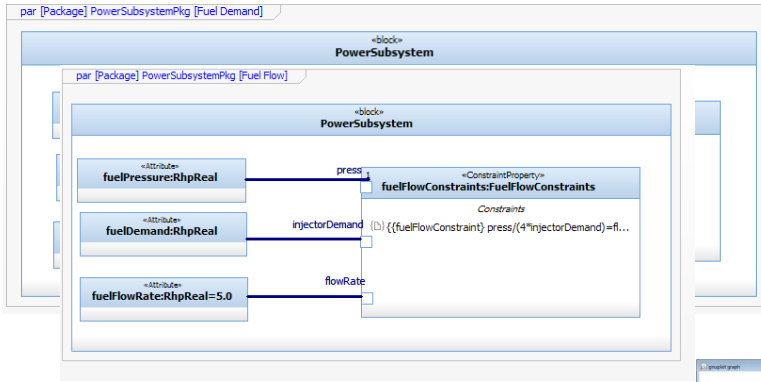 par [Package] PowerSubsystemPkg [Fuel Demand]
«block»
PowerSubsystem
par [Package] PowerSubsystemPkg [Fuel Flow]
«block»
PowerSubsystem
«Attribute»
fuelPressure:RhpReal
press
1
«ConstraintProperty»
fuelFlowConstraints:FuelFlowConstraints
Constraints
{{fuelFlowConstraint} press/(4*injectorDemand)=fl...
«Attribute»
fuelDemand:RhpReal
injectorDemand
«Attribute»
fuelFlowRate:RhpReal=5.0
flowRate
gnuplot graph